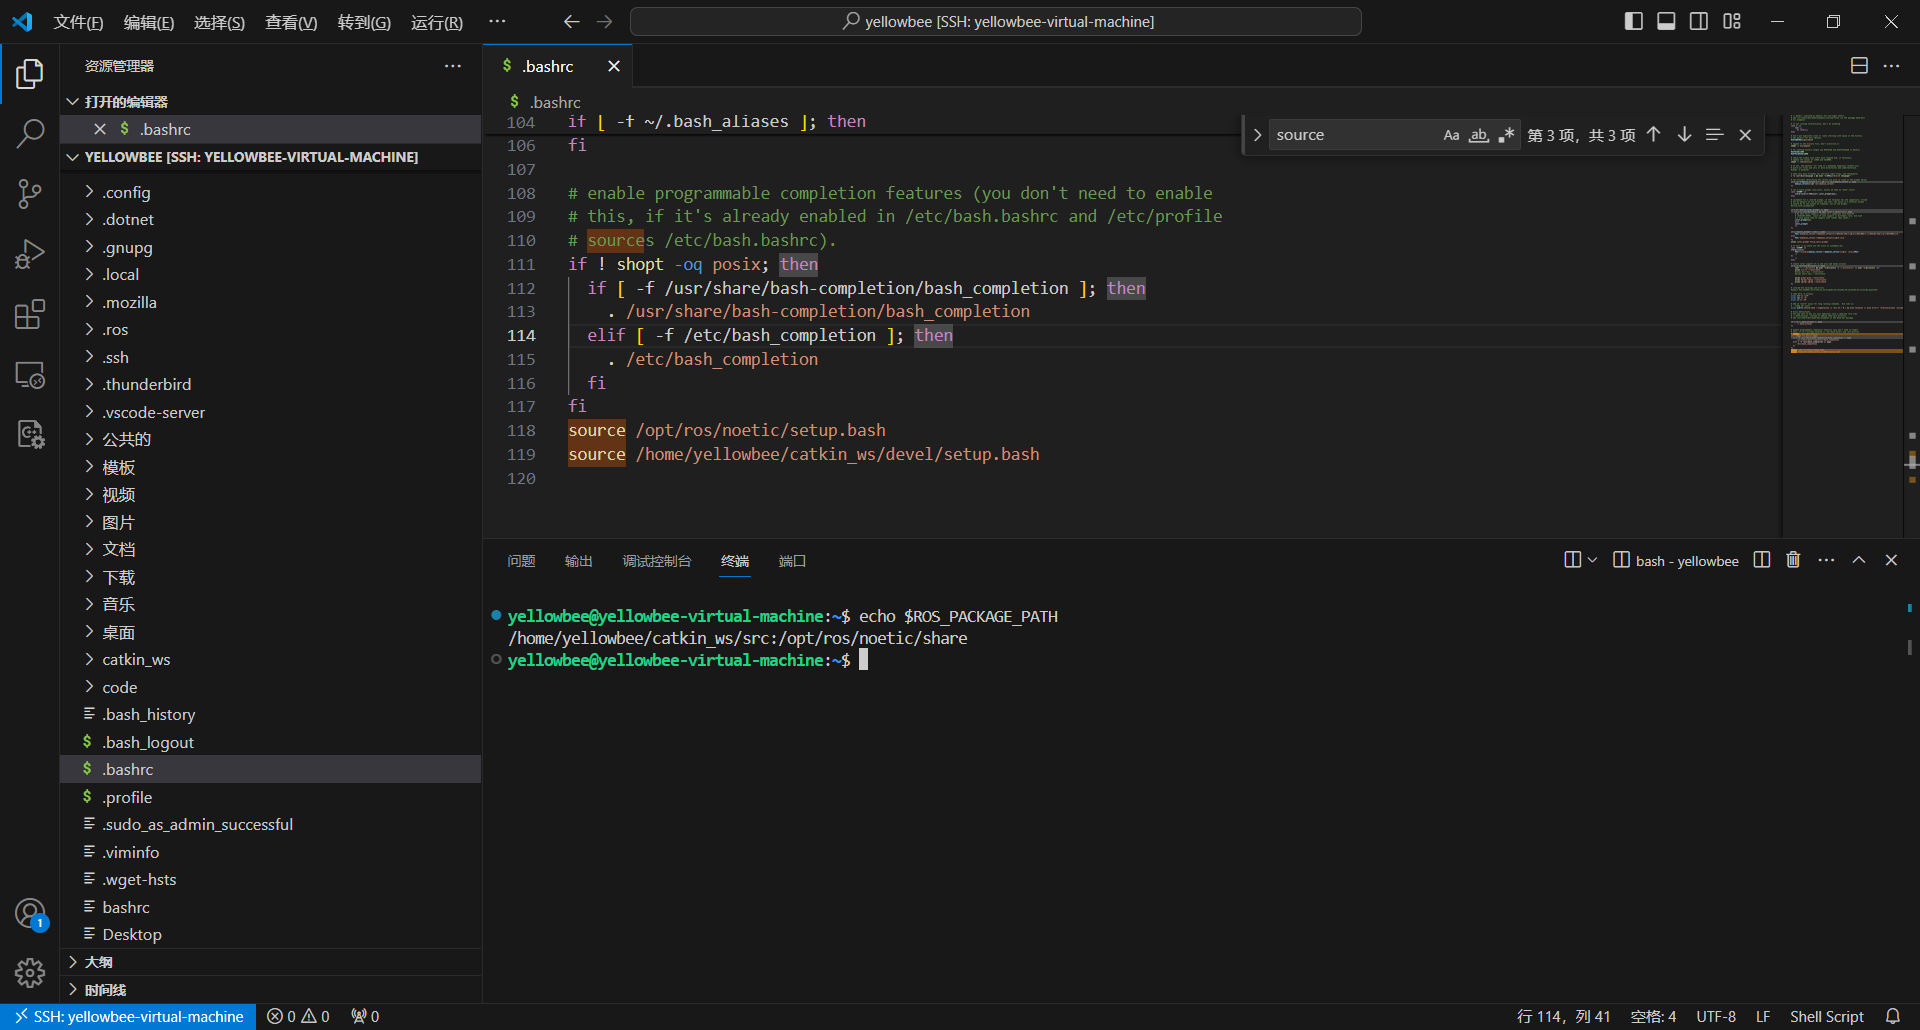 文件(F) 编辑(E) 选择(S) 查看(V) 转到(G) 运行(R) ··· yellowbee [SSH: yellowbee-virtual-machine]
资源管理器
打开的编辑器
$ .bashrc
YELLOWBEE [SSH: YELLOWBEE-VIRTUAL-MACHINE]
.config
.dotnet
.gnupg
.local
.mozilla
.ros
.ssh
.thunderbird
.vscode-server
公共的
模板
视频
图片
文档
下载
音乐
桌面
catkin_ws
code
.bash_history
$ .bash_logout
$ .bashrc
$ .profile
.sudo_as_admin_successful
.viminfo
.wget-hsts
bashrc
Desktop
大纲
时间线
1
$ .bashrc
$ .bashrc
source Aa ab .* 第 3 项，共 3 项
104 if [ -f ~/.bash_aliases ]; then
106 fi
107
108 # enable programmable completion features (you don't need to enable
109 # this, if it's already enabled in /etc/bash.bashrc and /etc/profile
110 # sources /etc/bash.bashrc).
111 if ! shopt -oq posix; then
112 if [ -f /usr/share/bash-completion/bash_completion ]; then
113 . /usr/share/bash-completion/bash_completion
114 elif [ -f /etc/bash_completion ]; then
115 . /etc/bash_completion
116 fi
117 fi
118 source /opt/ros/noetic/setup.bash
119 source /home/yellowbee/catkin_ws/devel/setup.bash
120
问题 输出 调试控制台 终端 端口 bash - yellowbee
yellowbee@yellowbee-virtual-machine:~$ echo $ROS_PACKAGE_PATH
/home/yellowbee/catkin_ws/src:/opt/ros/noetic/share
yellowbee@yellowbee-virtual-machine:~$
SSH: yellowbee-virtual-machine 0 0 0 行 114，列 41 空格: 4 UTF-8 LF Shell Script